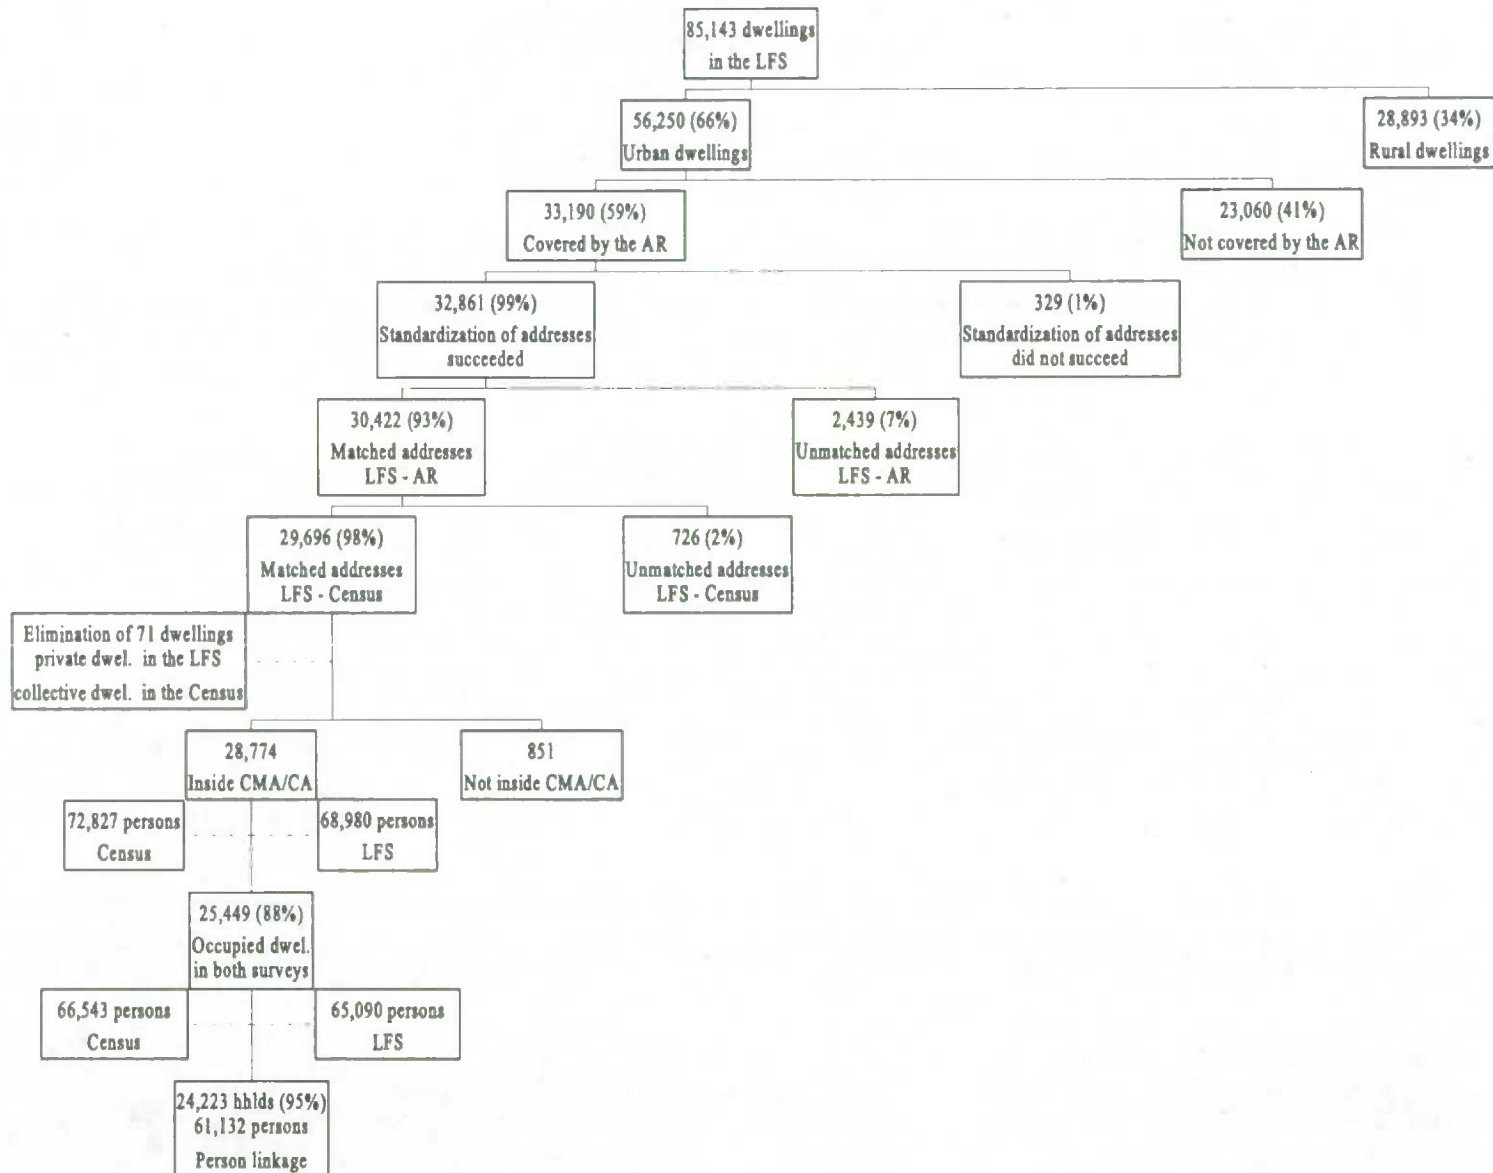 85,143 dwellings
in the LFS
56,250 (66%)
Urban dwellings
28,893 (34%)
Rural dwellings
33,190 (59%)
Covered by the AR
23,060 (41%)
Not covered by the AR
32,861 (99%)
Standardization of addresses
succeeded
329 (1%)
Standardization of addresses
did not succeed
30,422 (93%)
Matched addresses
LFS - AR
2,439 (7%)
Unmatched addresses
LFS - AR
29,696 (98%)
Matched addresses
LFS - Census
726 (2%)
Unmatched addresses
LFS - Census
Elimination of 71 dwellings
private dwel. in the LFS
collective dwel. in the Census
28,774
Inside CMA/CA
851
Not inside CMA/CA
72,827 persons
Census
68,980 persons
LFS
25,449 (88%)
Occupied dwel.
in both surveys
66,543 persons
Census
65,090 persons
LFS
24,223 hhlds (95%)
61,132 persons
Person linkage